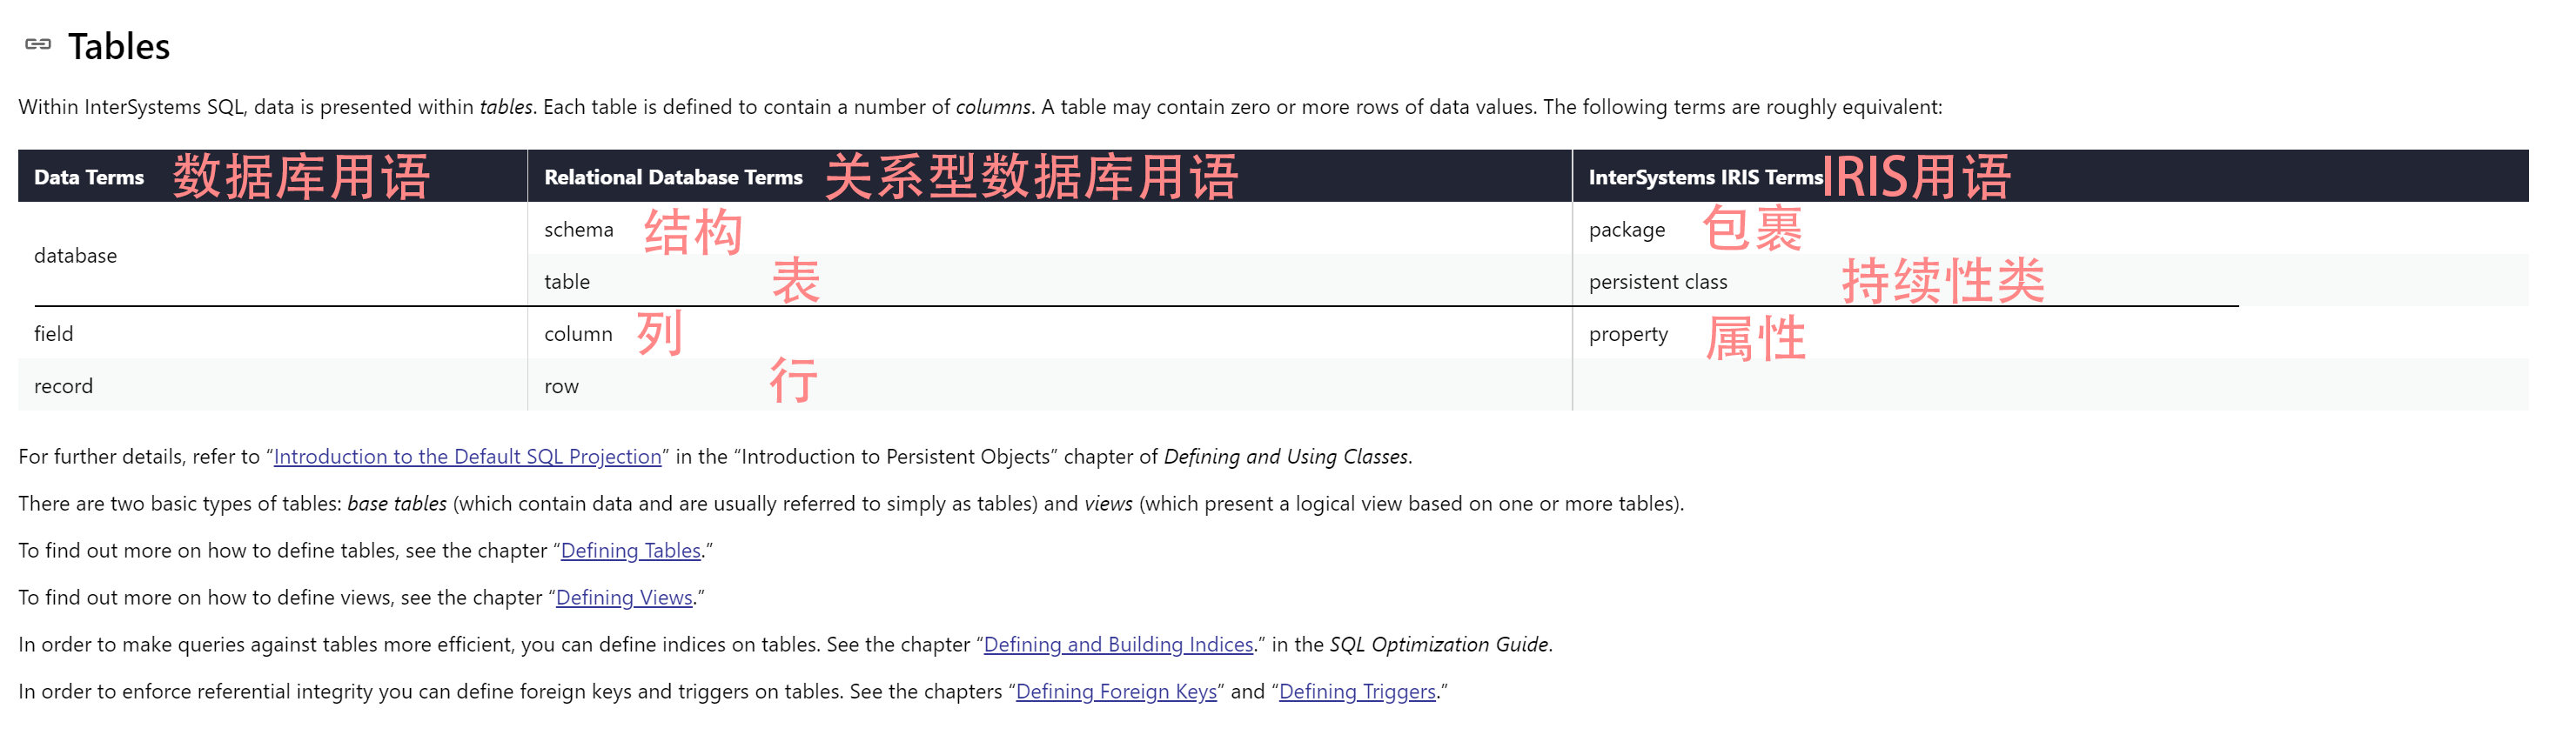 Tables
Within InterSystems SQL, data is presented within tables. Each table is defined to contain a number of columns. A table may contain zero or more rows of data values. The following terms are roughly equivalent:
Data Terms 数据库用语 Relational Database Terms 关系型数据库用语 InterSystems IRIS Terms IRIS用语
database schema 结构 package 包裹
table 表 persistent class 持续性类
field column 列 property 属性
record row 行
For further details, refer to “Introduction to the Default SQL Projection” in the “Introduction to Persistent Objects” chapter of Defining and Using Classes.
There are two basic types of tables: base tables (which contain data and are usually referred to simply as tables) and views (which present a logical view based on one or more tables).
To find out more on how to define tables, see the chapter “Defining Tables.”
To find out more on how to define views, see the chapter “Defining Views.”
In order to make queries against tables more efficient, you can define indices on tables. See the chapter “Defining and Building Indices.” in the SQL Optimization Guide.
In order to enforce referential integrity you can define foreign keys and triggers on tables. See the chapters “Defining Foreign Keys” and “Defining Triggers.”